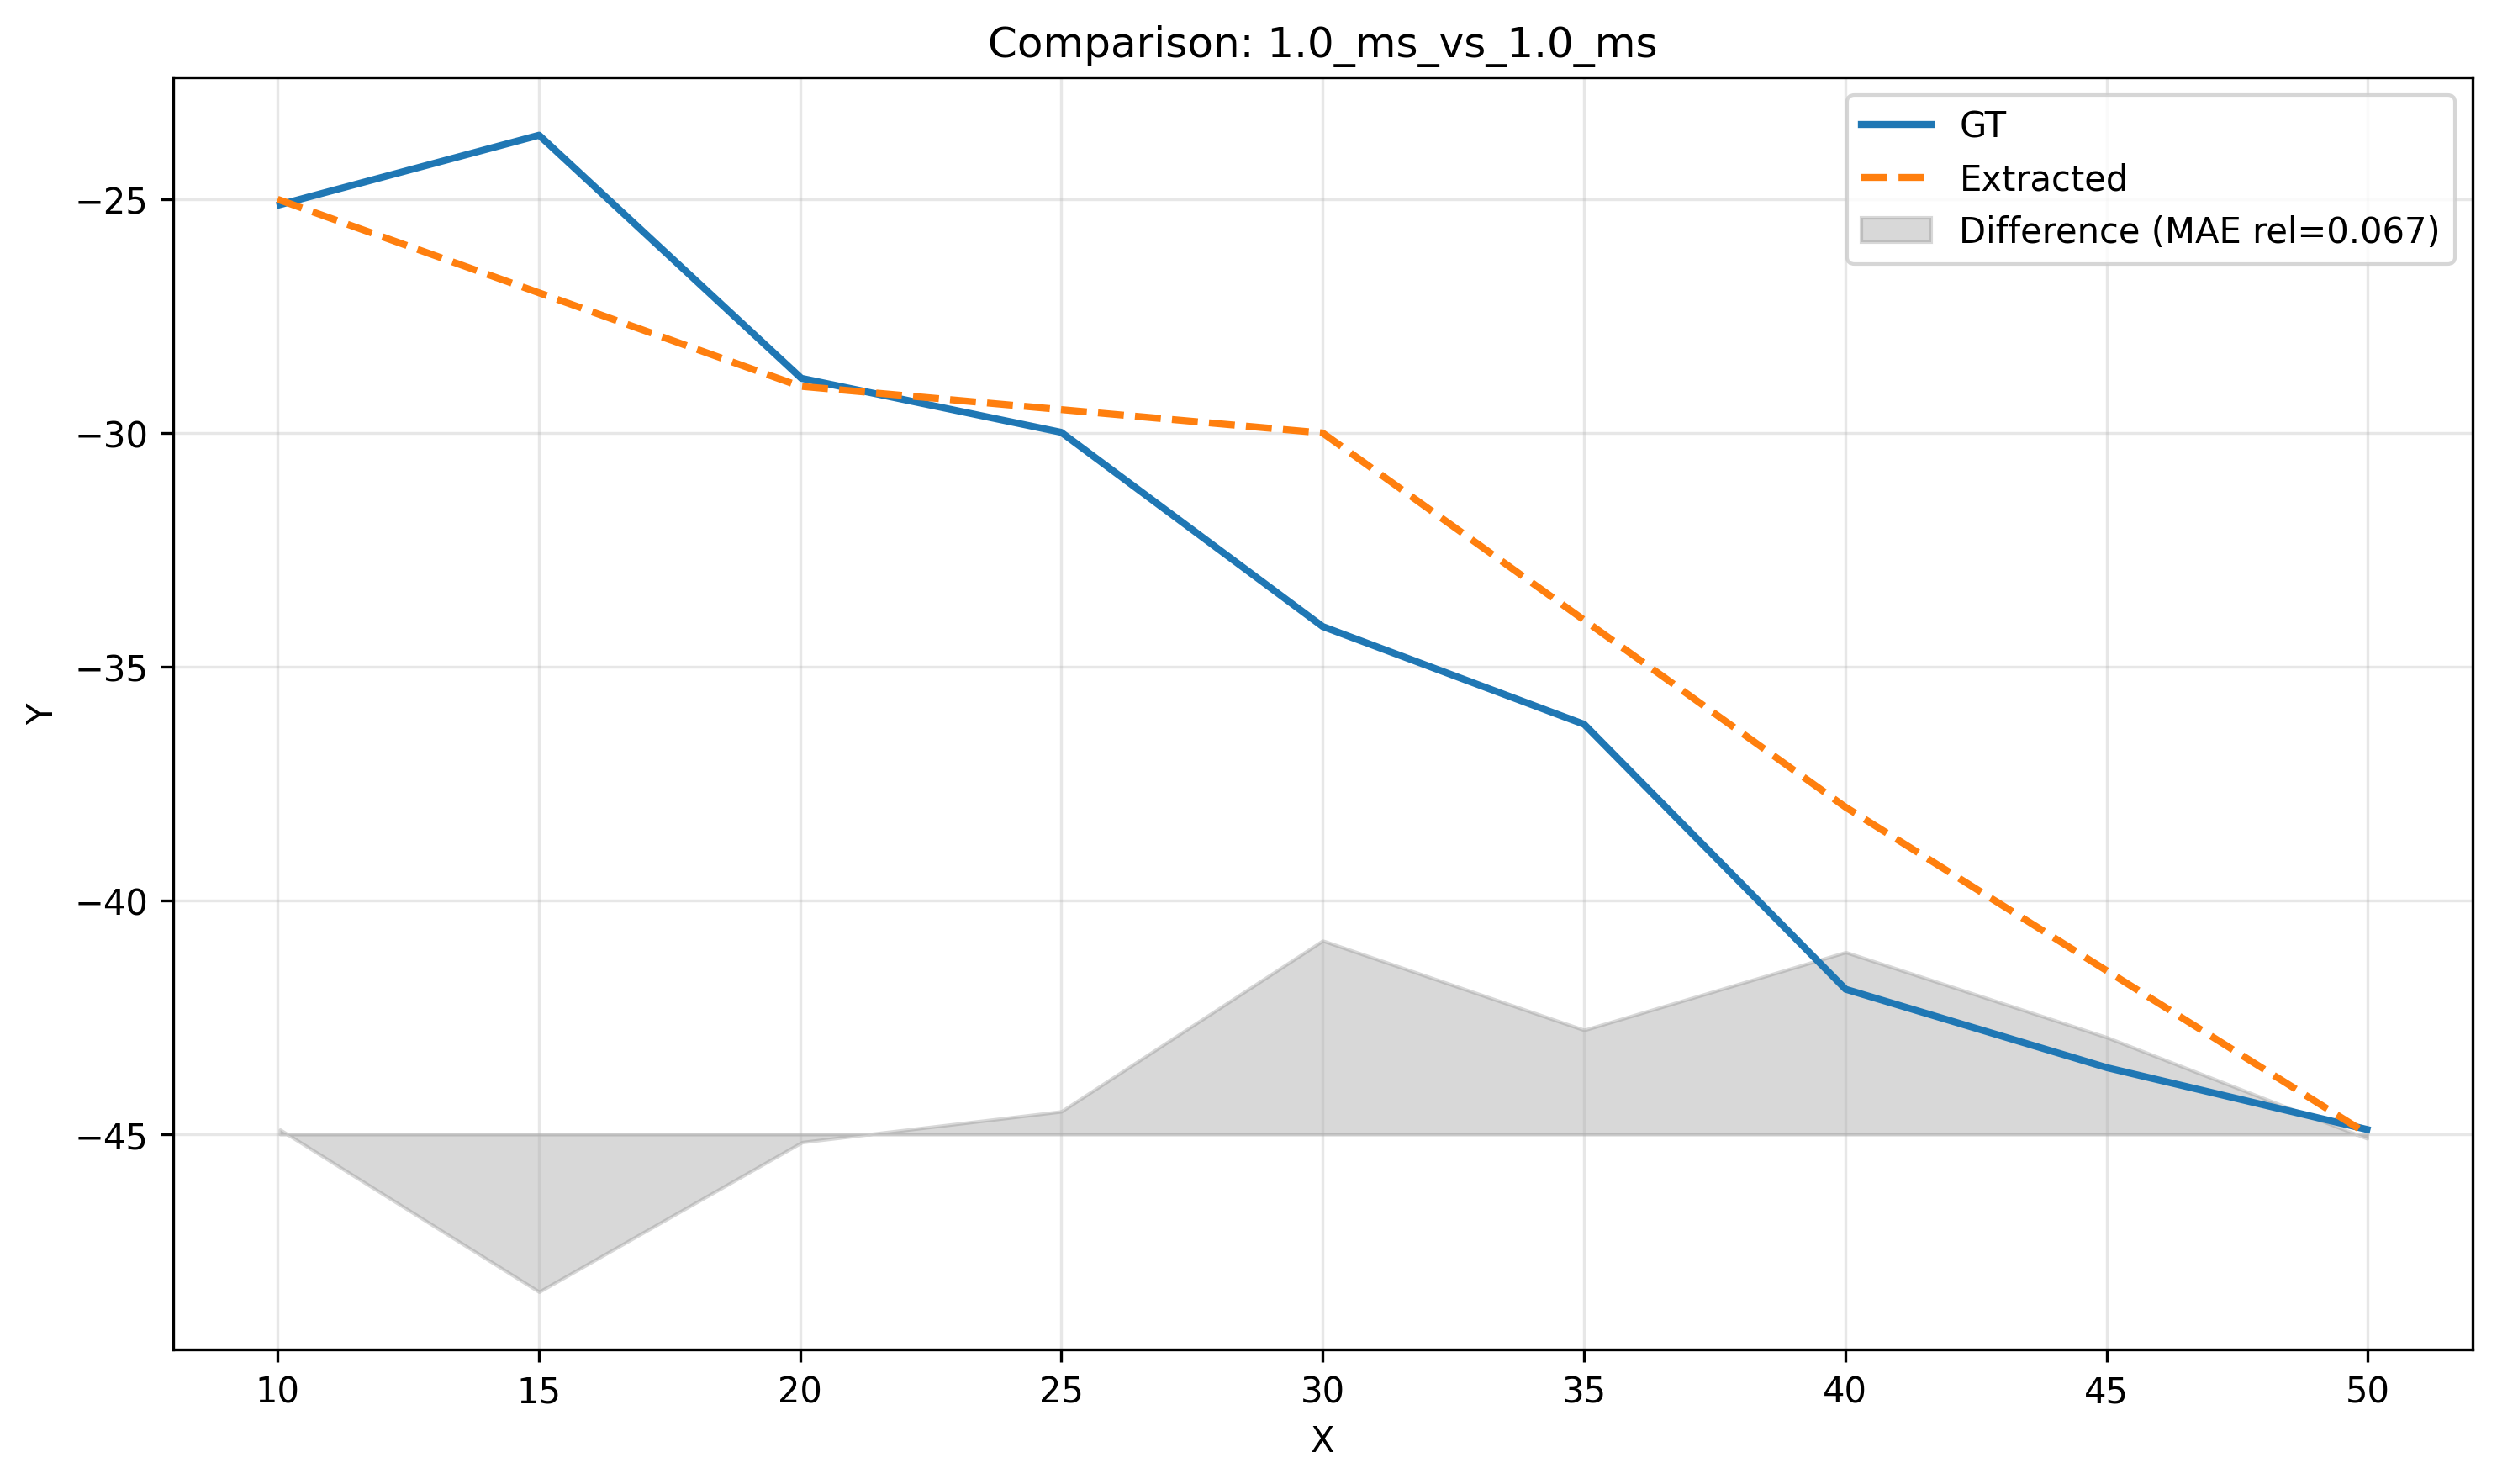 Comparison: 1.0_ms_vs_1.0_ms
GT
Extracted
Difference (MAE rel=0.067)
Y
−25
−30
−35
−40
−45
10 15 20 25 30 35 40 45 50
X